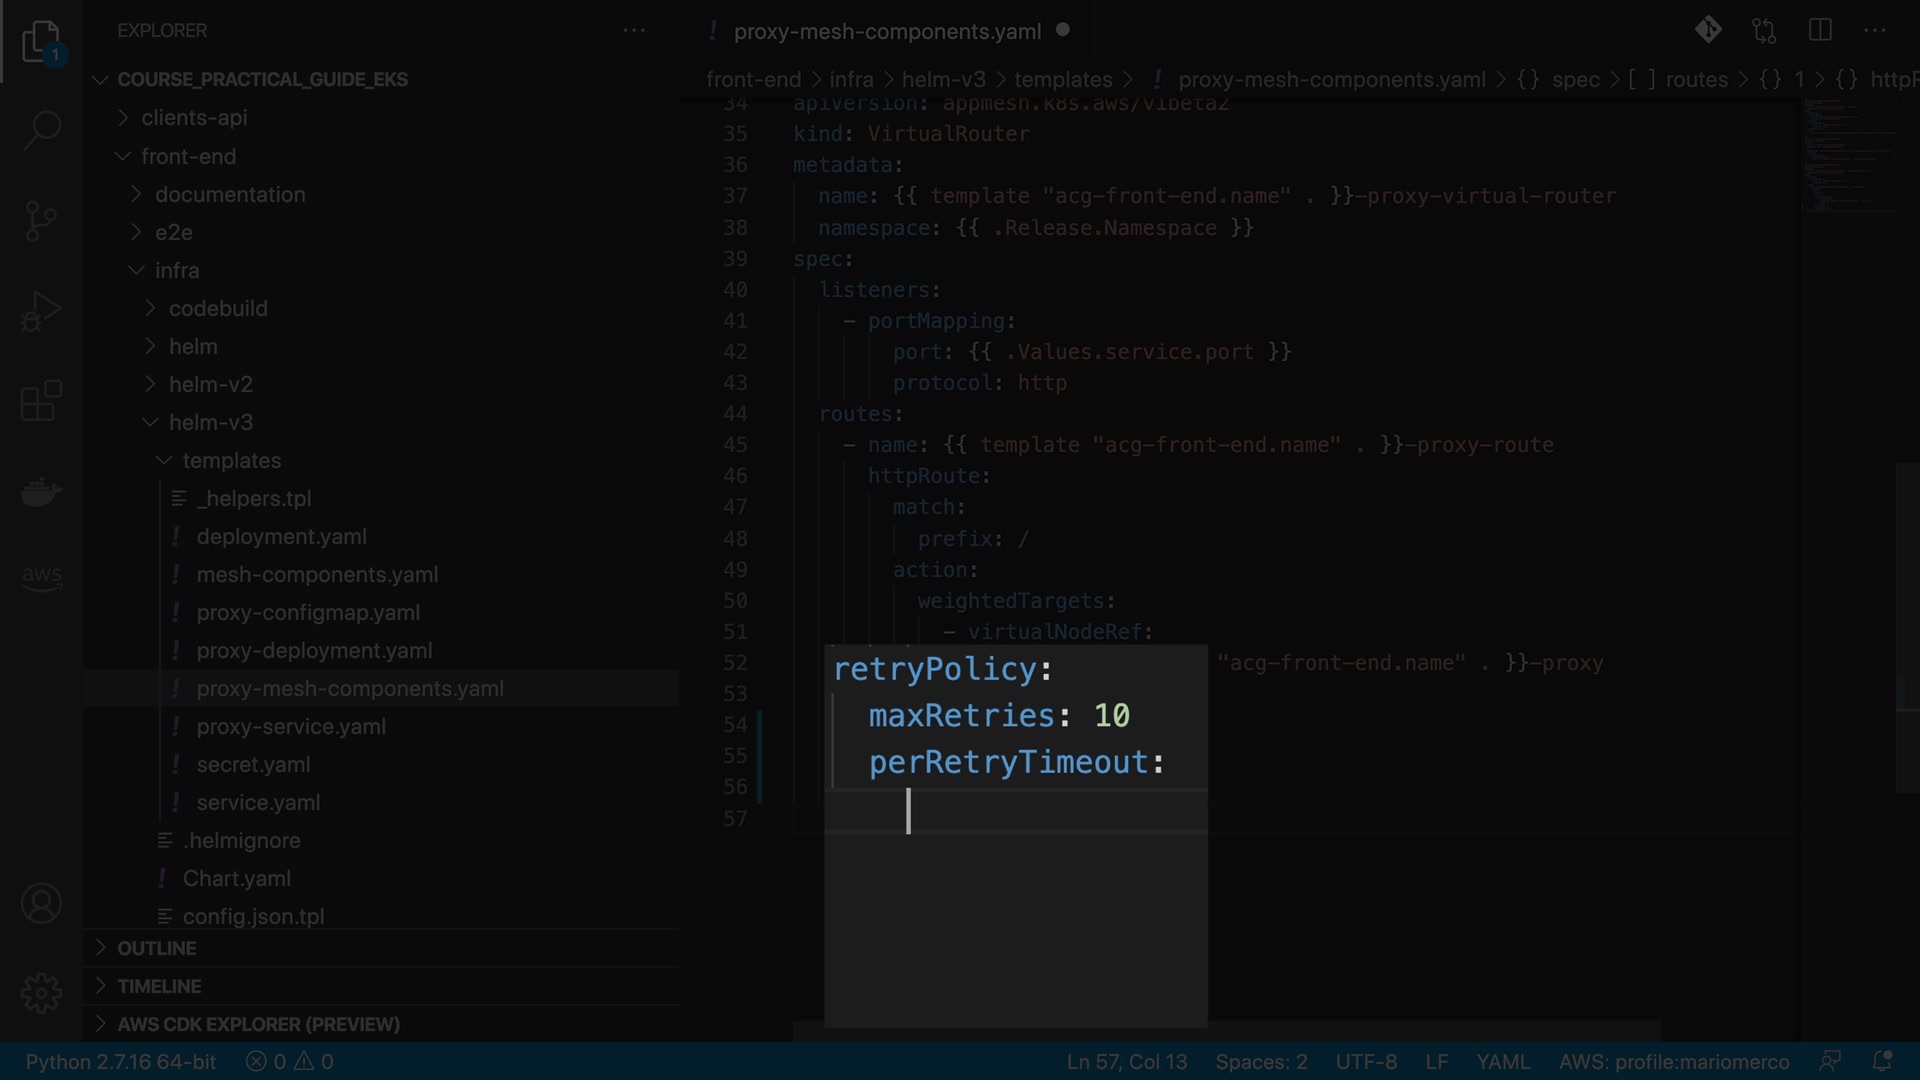 EXPLORER
1
COURSE_PRACTICAL_GUIDE_EKS
clients-api
front-end
documentation
e2e
infra
codebuild
helm
helm-v2
helm-v3
templates
_helpers.tpl
! deployment.yaml
! mesh-components.yaml
! proxy-configmap.yaml
! proxy-deployment.yaml
! proxy-mesh-components.yaml
! proxy-service.yaml
! secret.yaml
! service.yaml
.helmignore
! Chart.yaml
config.json.tpl
OUTLINE
TIMELINE
AWS CDK EXPLORER (PREVIEW)
aws
! proxy-mesh-components.yaml
front-end > infra > helm-v3 > templates > ! proxy-mesh-components.yaml > {} spec > [ ] routes > {} 1 > {} httpR
34 apiVersion: appmesh.k8s.aws/v1beta2
35 kind: VirtualRouter
36 metadata:
37 name: {{ template "acg-front-end.name" . }}-proxy-virtual-router
38 namespace: {{ .Release.Namespace }}
39 spec:
40 listeners:
41 - portMapping:
42 port: {{ .Values.service.port }}
43 protocol: http
44 routes:
45 - name: {{ template "acg-front-end.name" . }}-proxy-route
46 httpRoute:
47 match:
48 prefix: /
49 action:
50 weightedTargets:
51 - virtualNodeRef:
52 "acg-front-end.name" . }}-proxy
53
54
55
56
57
retryPolicy:
maxRetries: 10
perRetryTimeout:
Python 2.7.16 64-bit 0 0 Ln 57, Col 13 Spaces: 2 UTF-8 LF YAML AWS: profile:mariomerco